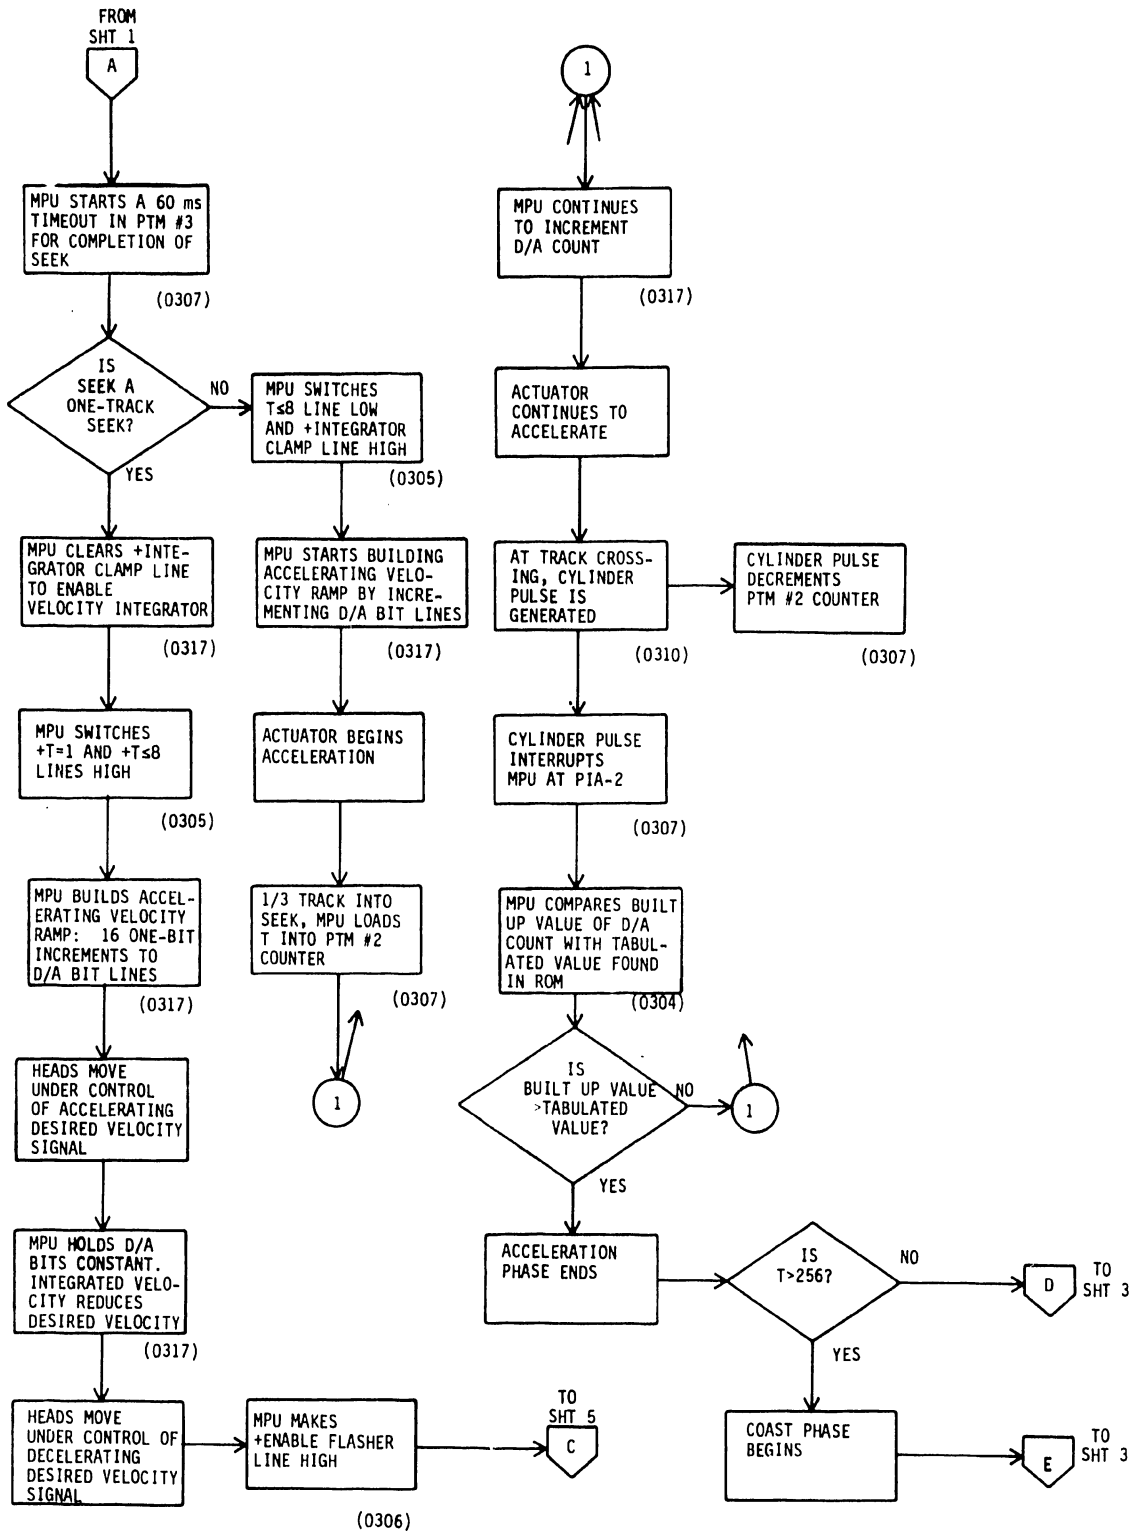 FROM
SHT 1
A
MPU STARTS A 60 ms
TIMEOUT IN PTM #3
FOR COMPLETION OF
SEEK
(0307)
IS
SEEK A
ONE-TRACK
SEEK?
NO
YES
MPU CLEARS +INTE-
GRATOR CLAMP LINE
TO ENABLE
VELOCITY INTEGRATOR
(0317)
MPU SWITCHES
+T=1 AND +T≤8
LINES HIGH
(0305)
MPU BUILDS ACCEL-
ERATING VELOCITY
RAMP: 16 ONE-BIT
INCREMENTS TO
D/A BIT LINES
(0317)
HEADS MOVE
UNDER CONTROL
OF ACCELERATING
DESIRED VELOCITY
SIGNAL
MPU HOLDS D/A
BITS CONSTANT.
INTEGRATED VELO-
CITY REDUCES
DESIRED VELOCITY
(0317)
HEADS MOVE
UNDER CONTROL OF
DECELERATING
DESIRED VELOCITY
SIGNAL
MPU MAKES
+ENABLE FLASHER
LINE HIGH
(0306)
TO
SHT 5
C
MPU SWITCHES
T≤8 LINE LOW
AND +INTEGRATOR
CLAMP LINE HIGH
(0305)
MPU STARTS BUILDING
ACCELERATING VELO-
CITY RAMP BY INCRE-
MENTING D/A BIT LINES
(0317)
ACTUATOR BEGINS
ACCELERATION
1/3 TRACK INTO
SEEK, MPU LOADS
T INTO PTM #2
COUNTER
(0307)
1
1
MPU CONTINUES
TO INCREMENT
D/A COUNT
(0317)
ACTUATOR
CONTINUES TO
ACCELERATE
AT TRACK CROSS-
ING, CYLINDER
PULSE IS
GENERATED
(0310)
CYLINDER PULSE
DECREMENTS
PTM #2 COUNTER
(0307)
CYLINDER PULSE
INTERRUPTS
MPU AT PIA-2
(0307)
MPU COMPARES BUILT
UP VALUE OF D/A
COUNT WITH TABUL-
ATED VALUE FOUND
IN ROM
(0304)
IS
BUILT UP VALUE
>TABULATED
VALUE?
NO
1
YES
ACCELERATION
PHASE ENDS
IS
T>256?
NO
D
TO
SHT 3
YES
COAST PHASE
BEGINS
E
TO
SHT 3